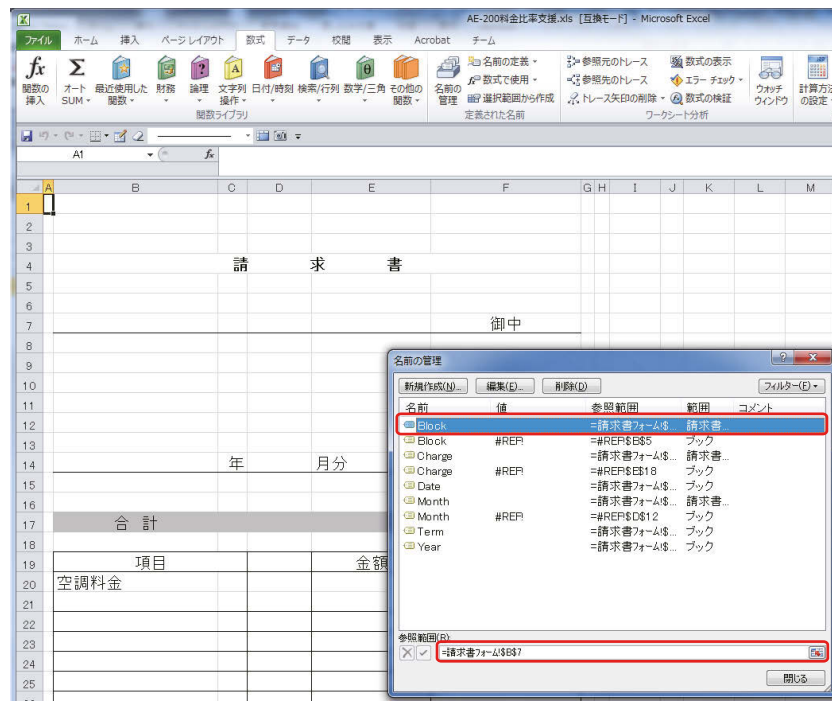 AE-200料金比率支援.xls [互換モード] - Microsoft Excel
ファイル ホーム 挿入 ページ レイアウト 数式 データ 校閲 表示 Acrobat チーム
関数の挿入
オート SUM
最近使用した関数
財務
論理
文字列操作
日付/時刻
検索/行列
数学/三角
その他の関数
関数ライブラリ
名前の管理
名前の定義
数式で使用
選択範囲から作成
定義された名前
参照元のトレース
参照先のトレース
トレース矢印の削除
数式の表示
エラー チェック
数式の検証
ウォッチ ウィンドウ
ワークシート分析
計算方法の設定
A1 fx
A B C D E F G H I J K L M
1
2
3
4 請 求 書
5
6
7 御中
8
9
10
11
12
13
14 年 月分
15
16
17 合 計
18
19 項目 金額
20 空調料金
21
22
23
24
25
名前の管理
新規作成(N)... 編集(E)... 削除(D) フィルター(F)
名前 値 参照範囲 範囲 コメント
Block =請求書フォーム!$... 請求書...
Block #REF! =#REF!$B$5 ブック
Charge =請求書フォーム!$... 請求書...
Charge #REF! =#REF!$E$18 ブック
Date =請求書フォーム!$... ブック
Month =請求書フォーム!$... 請求書...
Month #REF! =#REF!$D$12 ブック
Term =請求書フォーム!$... ブック
Year =請求書フォーム!$... ブック
参照範囲(R):
=請求書フォーム!$B$7
閉じる